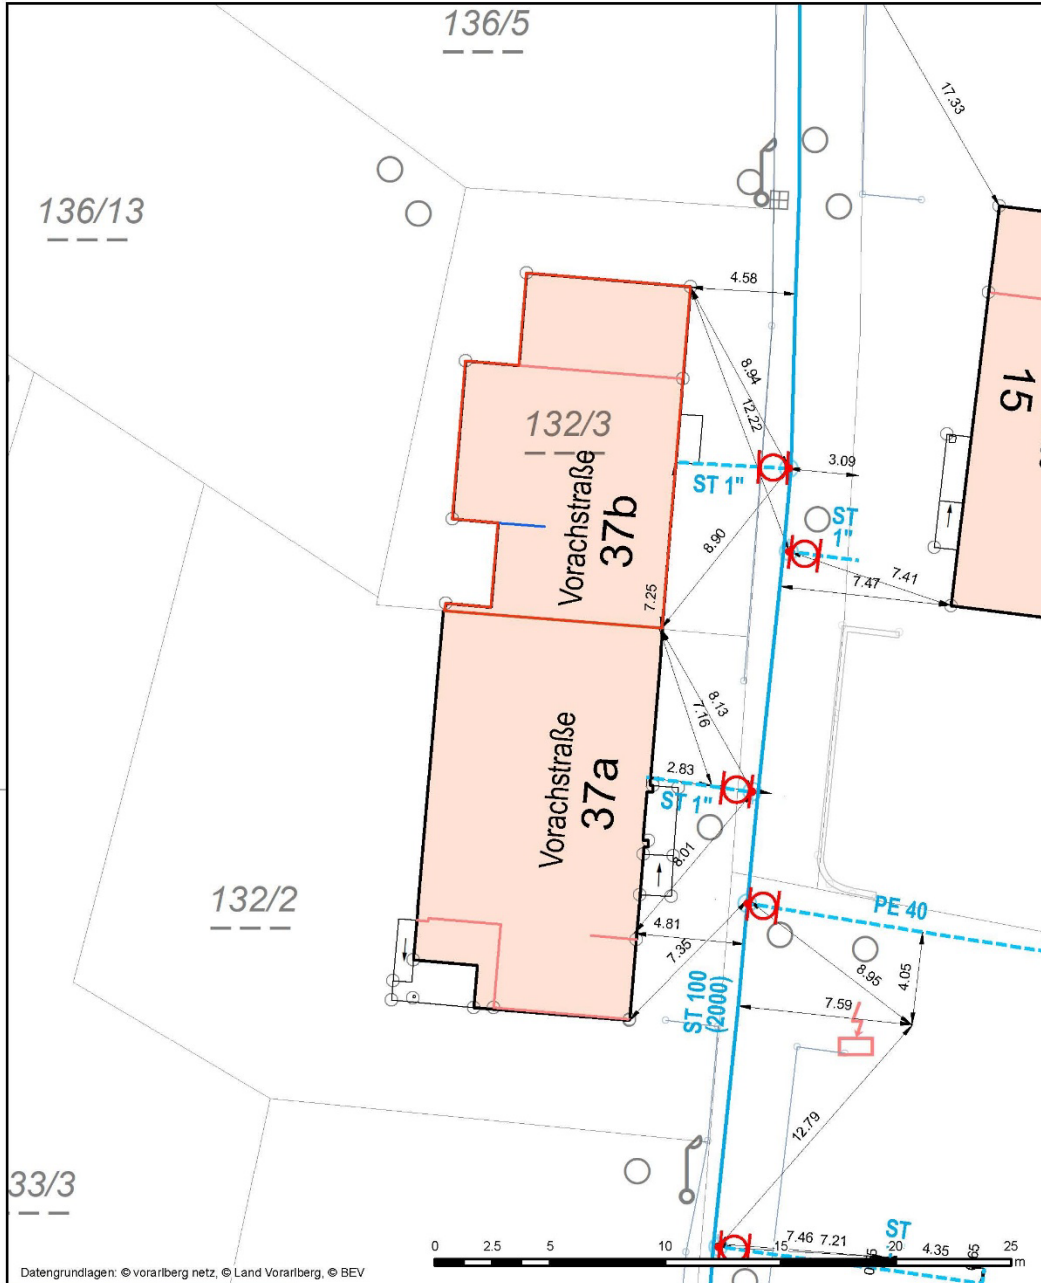 136/5
17.33
136/13
4.58
8.94
12.22
15
132/3
3.09
ST 1"
ST
1"
Vorachstraße
37b
8.90
7.41
7.47
7.25
8.13
7.16
2.83
ST 1"
Vorachstraße
37a
8.01
132/2
PE 40
4.81
7.35
8.95
4.05
7.59
ST 100
(2000)
12.79
33/3
ST
7.46
7.21
4.35
0 2.5 5 10 15 20 25
m
Datengrundlagen: © vorarlberg netz, © Land Vorarlberg, © BEV